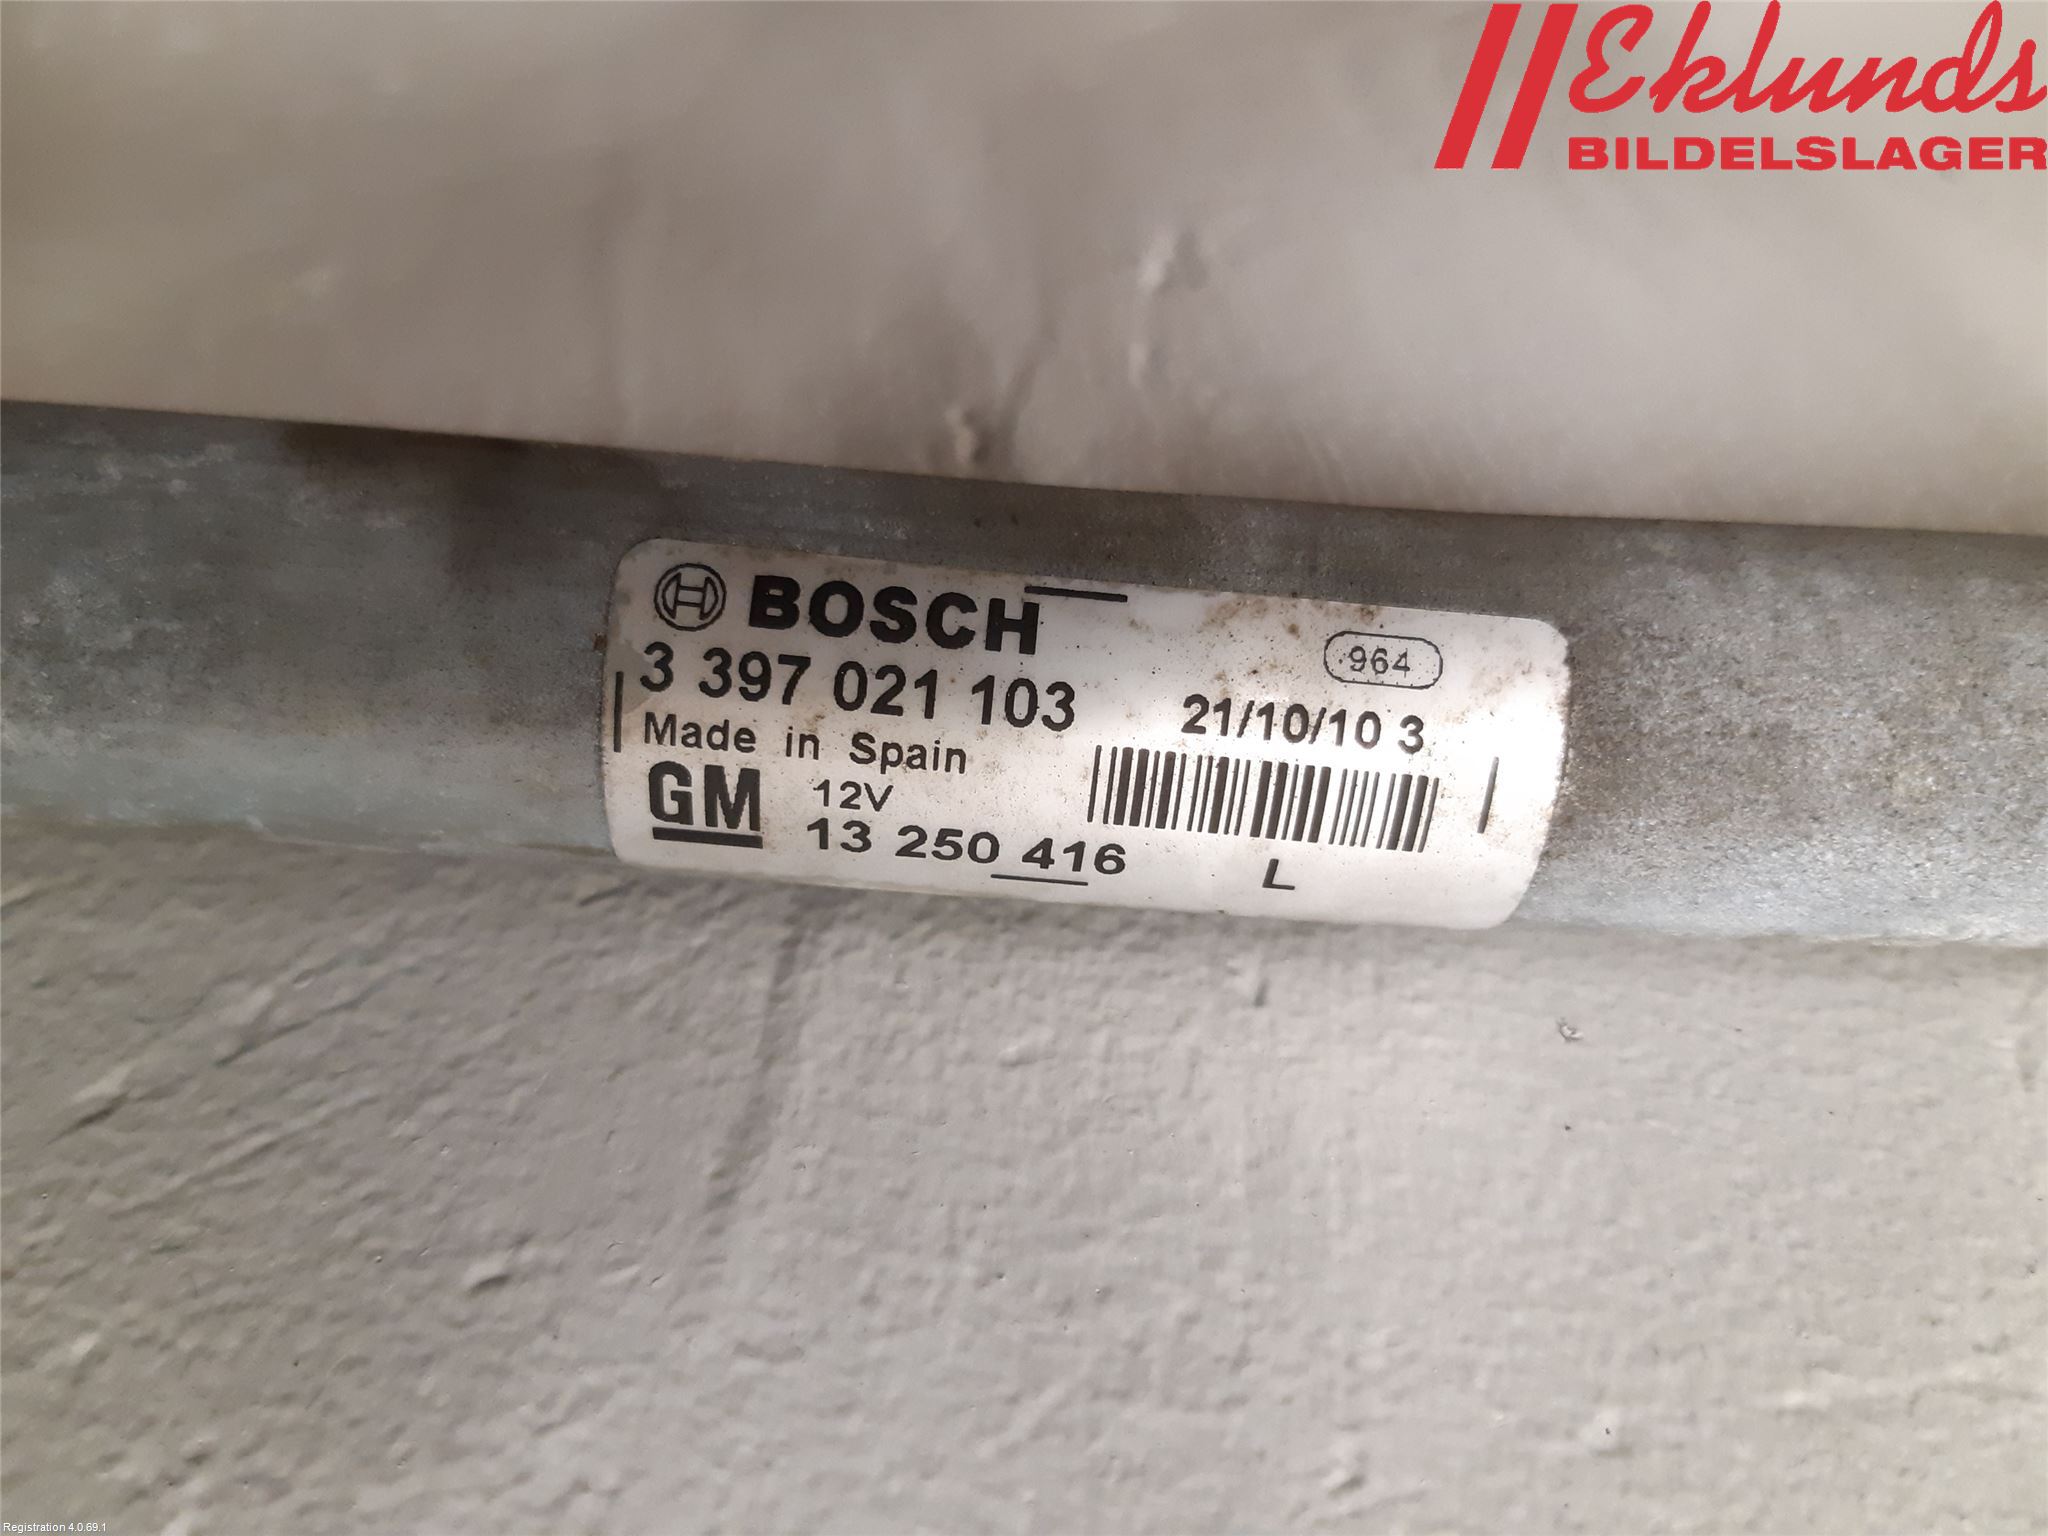 Eklunds
BILDELSLAGER
BOSCH
964
3 397 021 103
21/10/10 3
Made in Spain
GM
12V
13 250 416
L
Registration 4.0.69.1